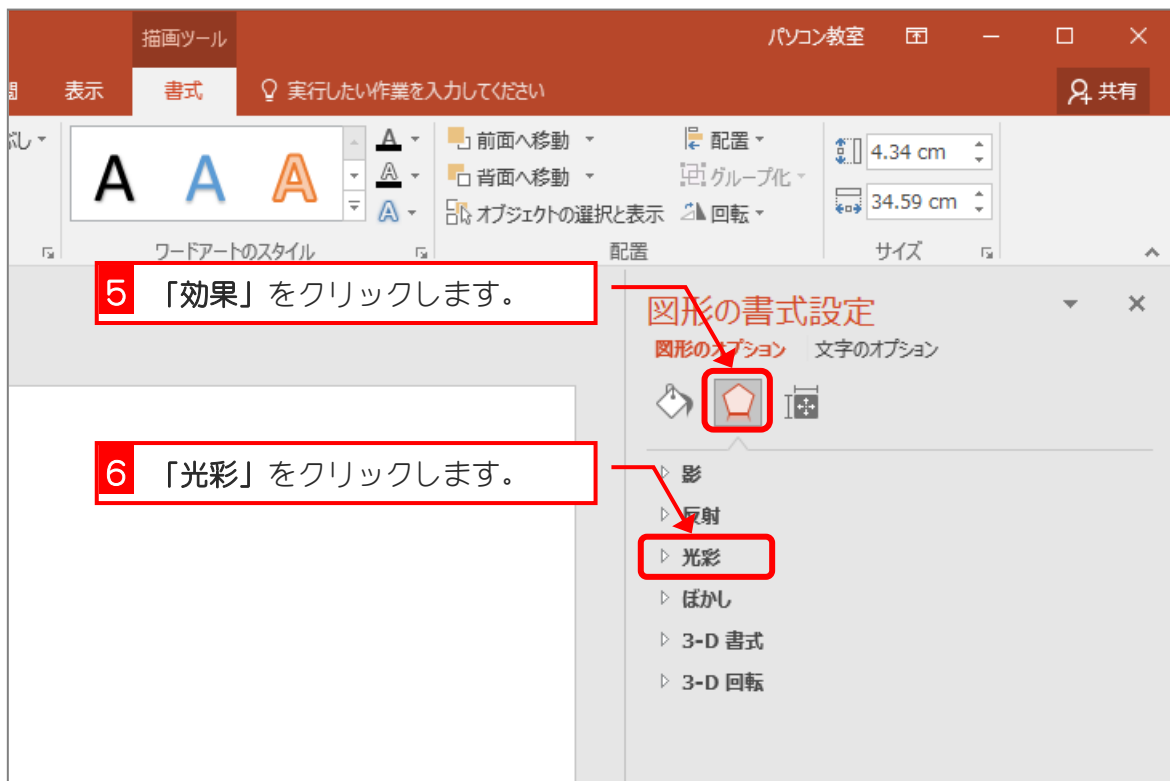 描画ツール
パソコン教室
表示
書式
実行したい作業を入力してください
共有
A A A
A
A
A
前面へ移動
背面へ移動
オブジェクトの選択と表示
配置
グループ化
回転
4.34 cm
34.59 cm
ワードアートのスタイル
配置
サイズ
5 「効果」をクリックします。
図形の書式設定
図形のオプション 文字のオプション
6 「光彩」をクリックします。
影
反射
光彩
ぼかし
3-D 書式
3-D 回転